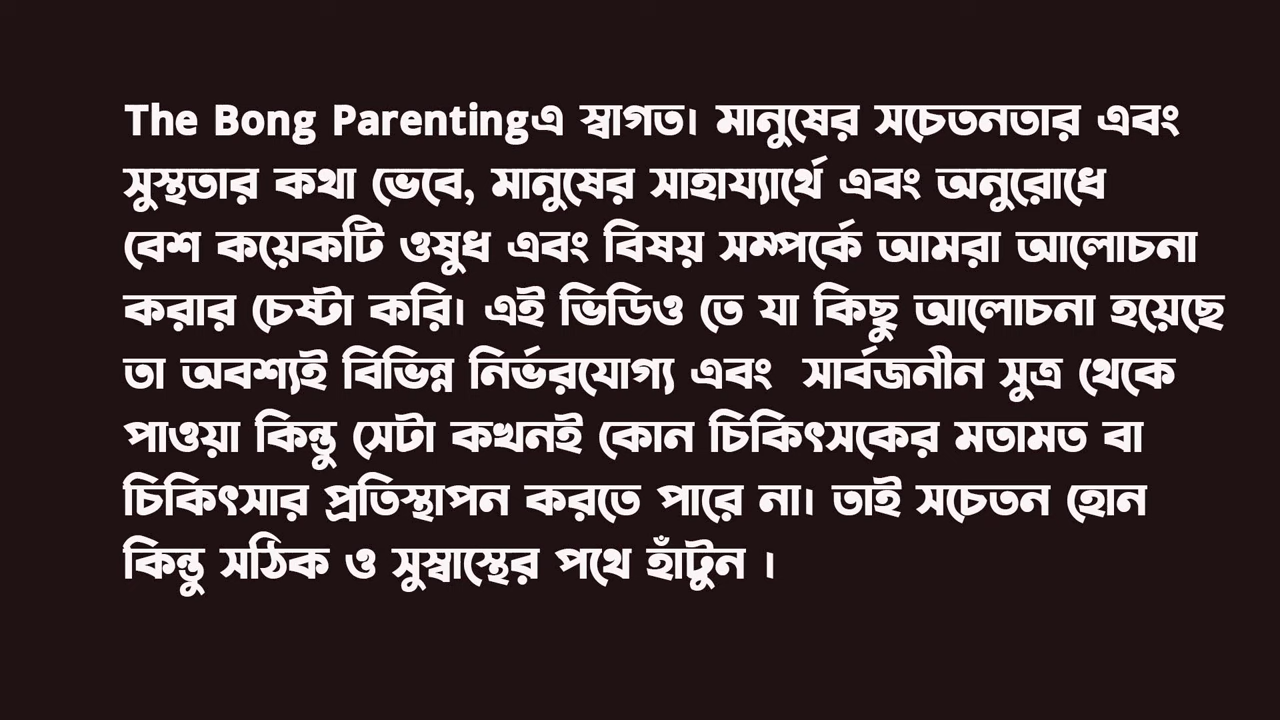 The Bong Parentingএ স্বাগত। মানুষের সচেতনতার এবং
সুস্থতার কথা ভেবে, মানুষের সাহায্যার্থে এবং অনুরোধে
বেশ কয়েকটি ওষুধ এবং বিষয় সম্পর্কে আমরা আলোচনা
করার চেষ্টা করি। এই ভিডিও তে যা কিছু আলোচনা হয়েছে
তা অবশ্যই বিভিন্ন নির্ভরযোগ্য এবং  সার্বজনীন সুত্র থেকে
পাওয়া কিন্তু সেটা কখনই কোন চিকিৎসকের মতামত বা
চিকিৎসার প্রতিস্থাপন করতে পারে না। তাই সচেতন হোন
কিন্তু সঠিক ও সুস্বাস্থের পথে হাঁটুন ।